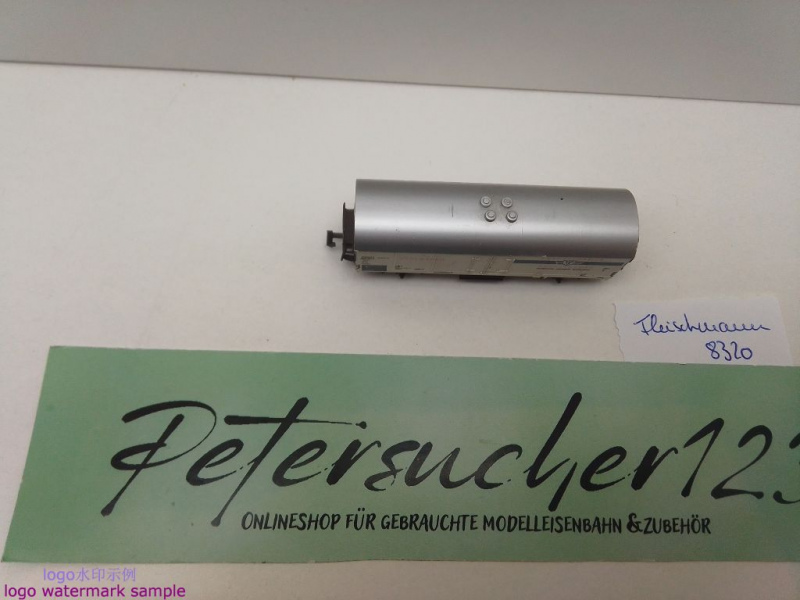 Fleischmann
8320
Petersucher123
ONLINESHOP FÜR GEBRAUCHTE MODELLEISENBAHN & ZUBEHÖR
logo水印示例
logo watermark sample